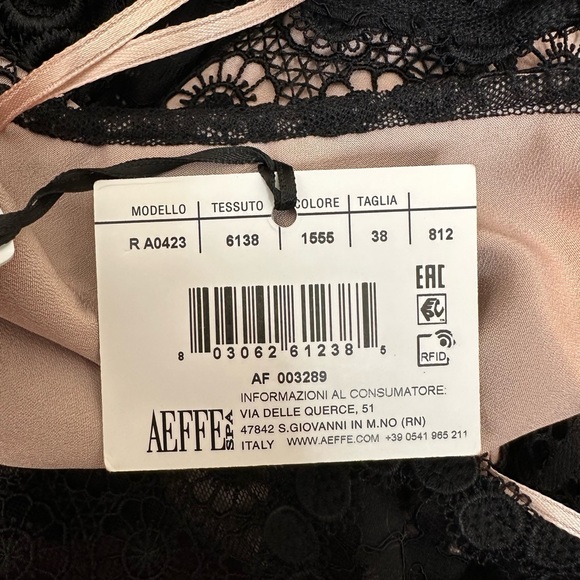 MODELLO TESSUTO COLORE TAGLIA
R A0423 6138 1555 38 812
EAC
8 03062 61238 5
RFID
AF 003289
INFORMAZIONI AL CONSUMATORE:
VIA DELLE QUERCE, 51
47842 S.GIOVANNI IN M.NO (RN)
ITALY WWW.AEFFE.COM +39 0541 965 211
AEFFE SPA